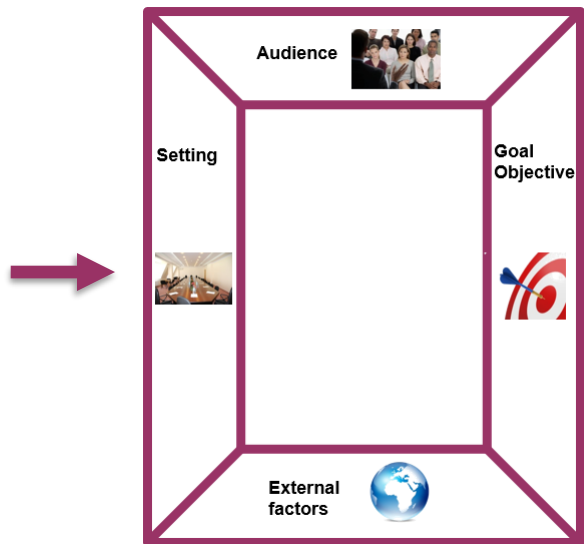 Audience
Setting
Goal
Objective
External
factors